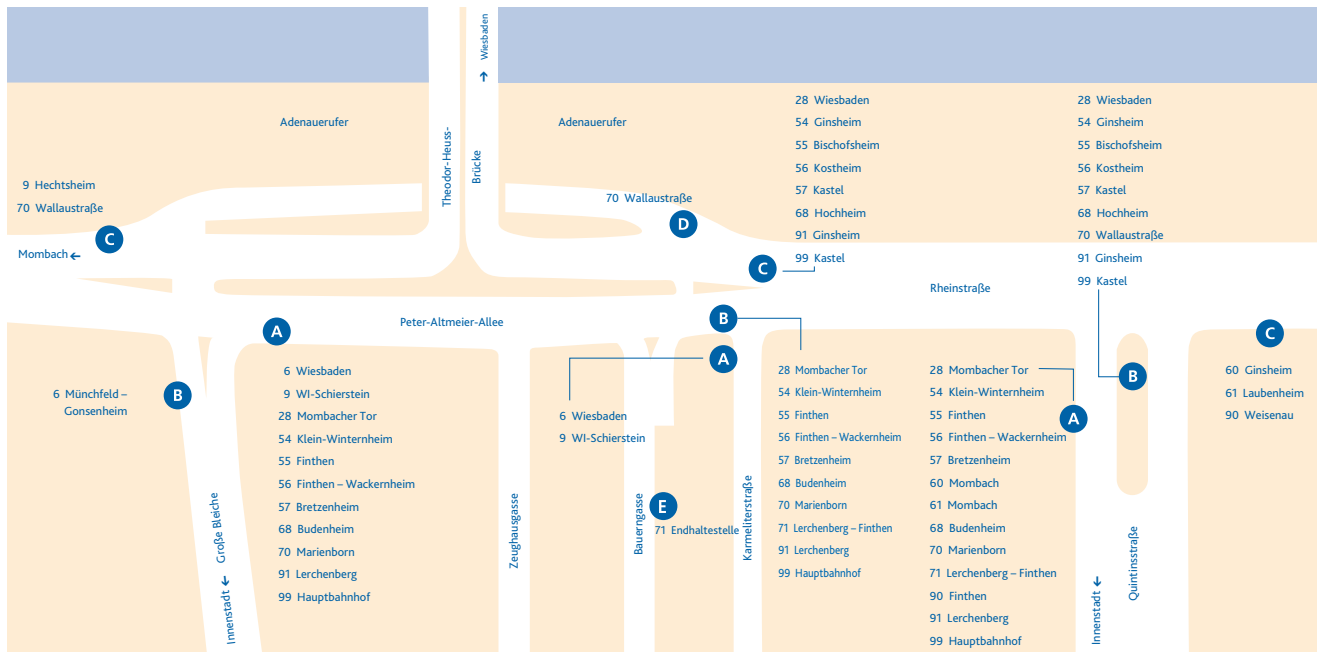 Wiesbaden
Adenauerufer
Adenauerufer
Theodor-Heuss-
Brücke
9 Hechtsheim
70 Wallaustraße
C
Mombach
70 Wallaustraße
D
28 Wiesbaden
54 Ginsheim
55 Bischofsheim
56 Kostheim
57 Kastel
68 Hochheim
91 Ginsheim
99 Kastel
C
28 Wiesbaden
54 Ginsheim
55 Bischofsheim
56 Kostheim
57 Kastel
68 Hochheim
70 Wallaustraße
91 Ginsheim
99 Kastel
B
Rheinstraße
Peter-Altmeier-Allee
6 Münchfeld –
Gonsenheim
B
A
6 Wiesbaden
9 WI-Schierstein
28 Mombacher Tor
54 Klein-Winternheim
55 Finthen
56 Finthen – Wackernheim
57 Bretzenheim
68 Budenheim
70 Marienborn
91 Lerchenberg
99 Hauptbahnhof
Innenstadt
Große Bleiche
Zeughausgasse
A
6 Wiesbaden
9 WI-Schierstein
Bauerngasse
E
71 Endhaltestelle
Karmeliterstraße
B
28 Mombacher Tor
54 Klein-Winternheim
55 Finthen
56 Finthen – Wackernheim
57 Bretzenheim
68 Budenheim
70 Marienborn
71 Lerchenberg – Finthen
91 Lerchenberg
99 Hauptbahnhof
28 Mombacher Tor
54 Klein-Winternheim
55 Finthen
56 Finthen – Wackernheim
57 Bretzenheim
60 Mombach
61 Mombach
68 Budenheim
70 Marienborn
71 Lerchenberg – Finthen
90 Finthen
91 Lerchenberg
99 Hauptbahnhof
A
Innenstadt
Quintinsstraße
C
60 Ginsheim
61 Laubenheim
90 Weisenau